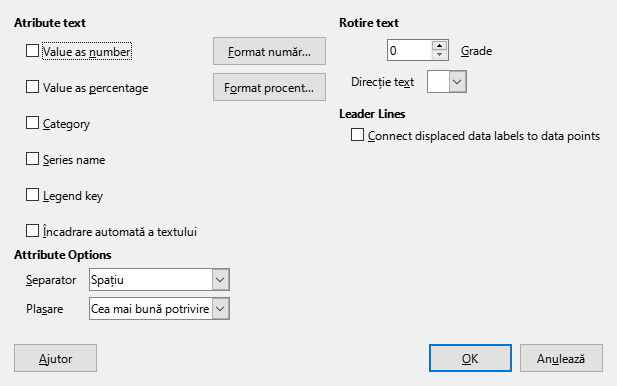 Atribute text
Value as number
Format număr...
Value as percentage
Format procent...
Category
Series name
Legend key
Încadrare automată a textului
Attribute Options
Separator
Spațiu
Plasare
Cea mai bună potrivire
Rotire text
0
Grade
Direcție text
Leader Lines
Connect displaced data labels to data points
Ajutor
OK
Anulează